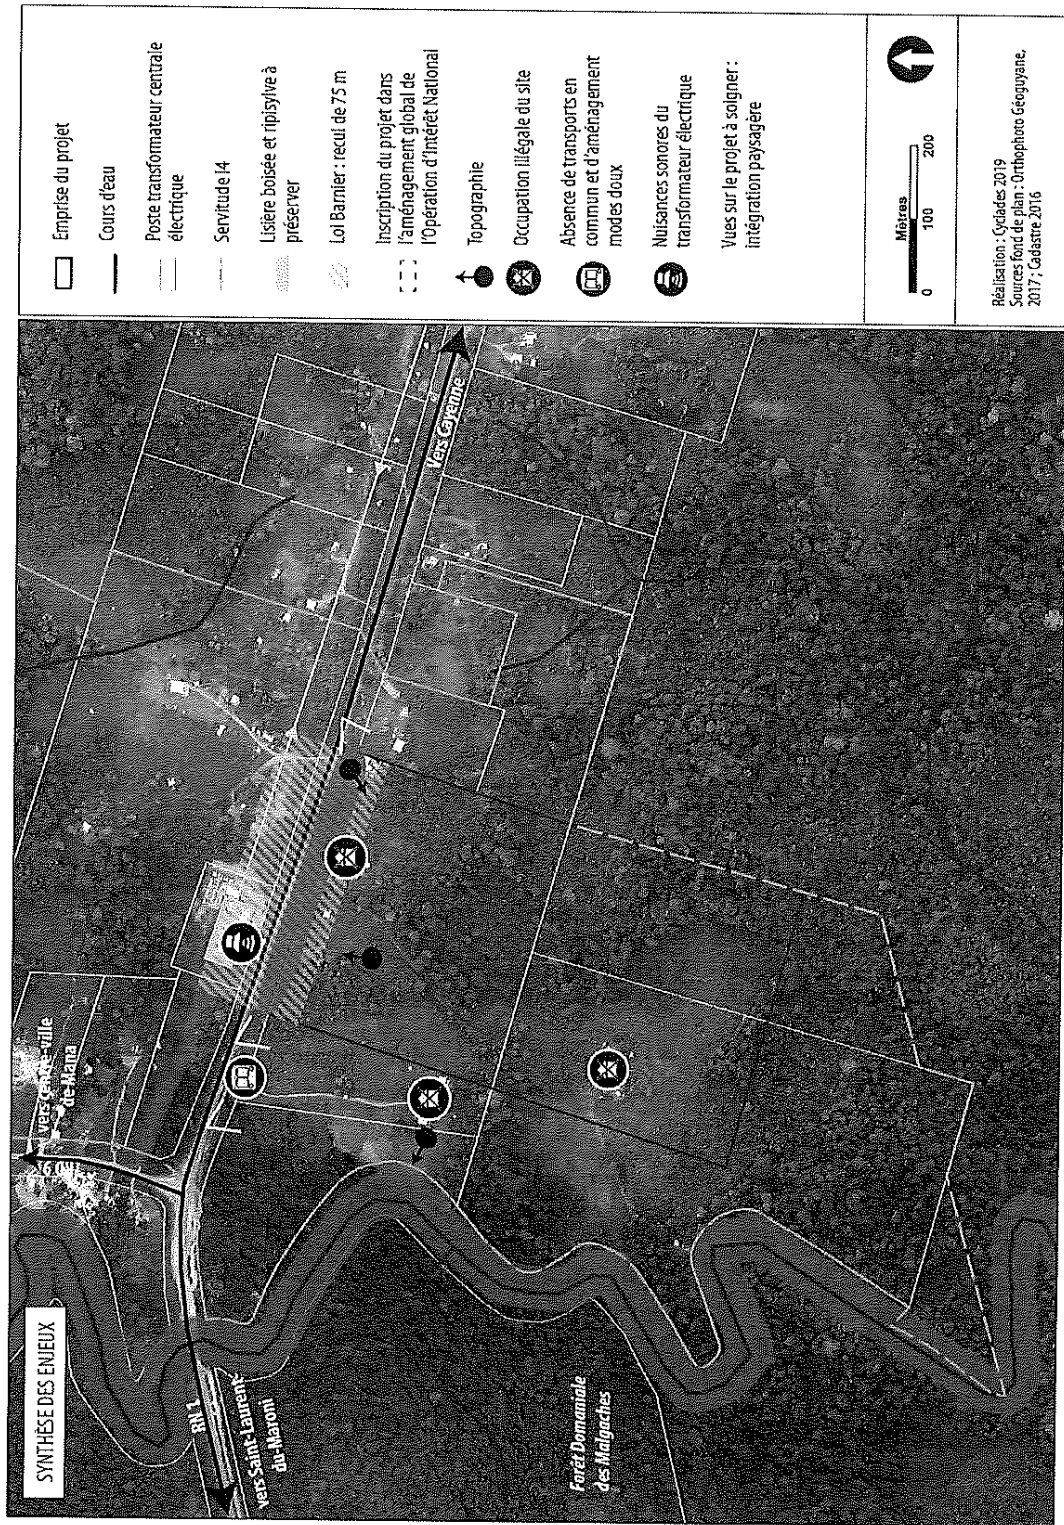 SYNTHÈSE DES ENJEUX
RN 1
vers Saint-Laurent-
du-Maroni
vers centre-ville
de Mana
Vers Cayenne
Forêt Domaniale
des Malgaches
Emprise du projet
Cours d'eau
Poste transformateur centrale
électrique
Servitude I4
Lisière boisée et ripisylve à
préserver
Loi Barnier : recul de 75 m
Inscription du projet dans
l'aménagement global de
l'Opération d'Intérêt National
Topographie
Occupation illégale du site
Absence de transports en
commun et d'aménagement
modes doux
Nuisances sonores du
transformateur électrique
Vues sur le projet à soigner :
intégration paysagère
Mètres
0 100 200
Réalisation : Cyclades 2019
Sources fond de plan : Orthophoto Géoguyane,
2017 ; Cadastre 2016